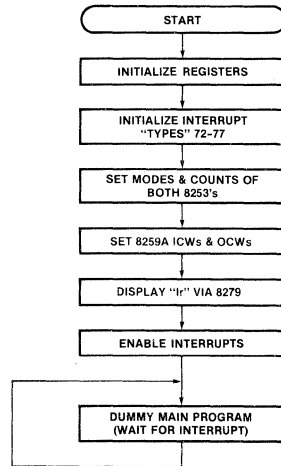 START
INITIALIZE REGISTERS
INITIALIZE INTERRUPT
"TYPES" 72-77
SET MODES & COUNTS OF
BOTH 8253's
SET 8259A ICWs & OCWs
DISPLAY "Ir" VIA 8279
ENABLE INTERRUPTS
DUMMY MAIN PROGRAM
(WAIT FOR INTERRUPT)